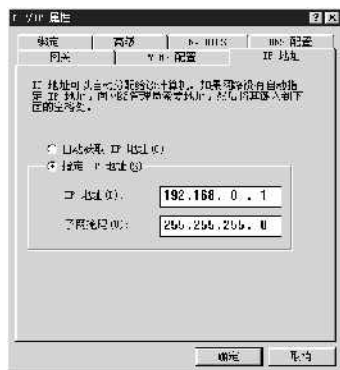 TCP/IP 属性
绑定 高级 NetBIOS DNS 配置
网关 WINS 配置 IP 地址
IP 地址可以自动分配给该计算机。如果网络没有自动指
定 IP 地址，向网络管理员索要地址，然后将其键入到下
面的空格处。
自动获取 IP 地址(O)
指定 IP 地址(S)
IP 地址(I): 192.168. 0 . 1
子网掩码(U): 255.255.255. 0
确定 取消